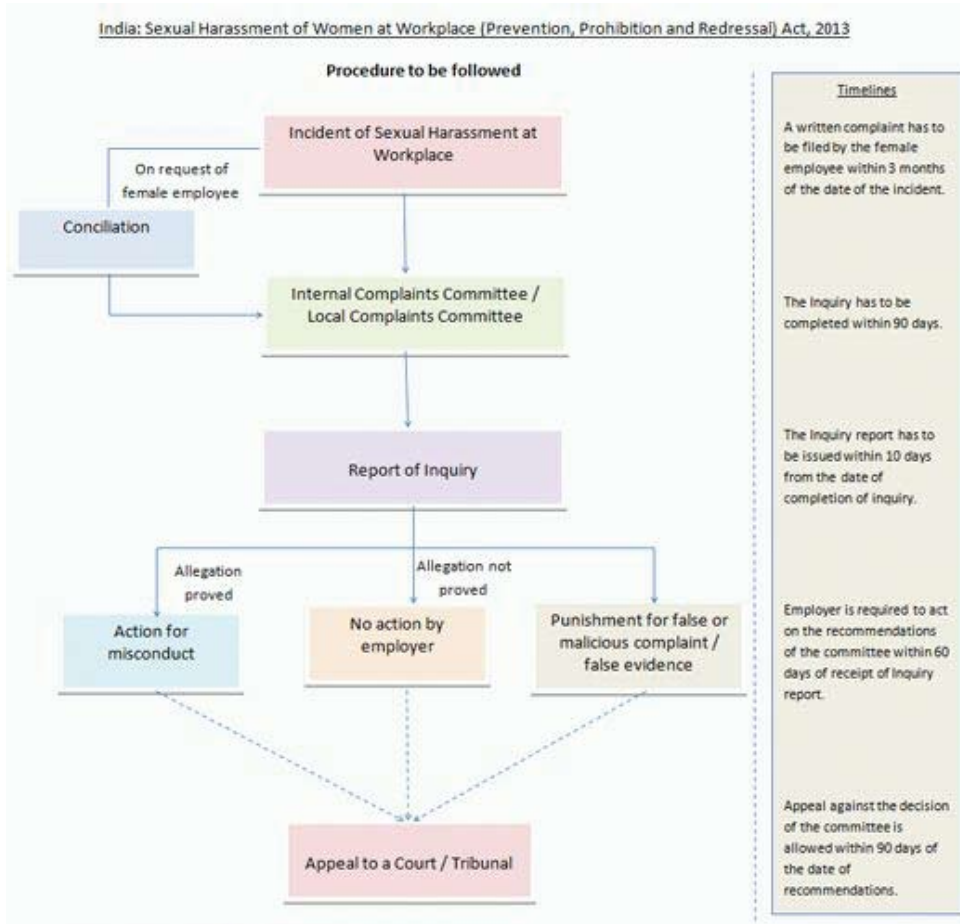 India: Sexual Harassment of Women at Workplace (Prevention, Prohibition and Redressal) Act, 2013
Procedure to be followed
Incident of Sexual Harassment at
Workplace
On request of
female employee
Conciliation
Internal Complaints Committee /
Local Complaints Committee
Report of Inquiry
Allegation
proved
Allegation not
proved
Action for
misconduct
No action by
employer
Punishment for false or
malicious complaint /
false evidence
Appeal to a Court / Tribunal
Timelines
A written complaint has to
be filed by the female
employee within 3 months
of the date of the incident.
The Inquiry has to be
completed within 90 days.
The Inquiry report has to
be issued within 10 days
from the date of
completion of inquiry.
Employer is required to act
on the recommendations
of the committee within 60
days of receipt of Inquiry
report.
Appeal against the decision
of the committee is
allowed within 90 days of
the date of
recommendations.